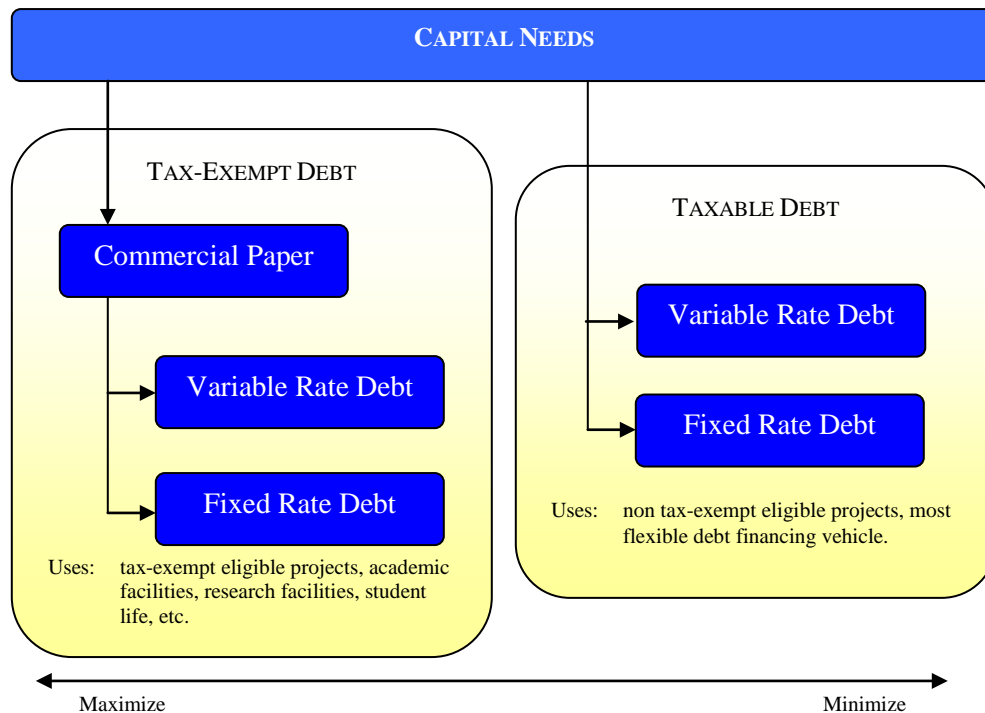 CAPITAL NEEDS
TAX-EXEMPT DEBT
Commercial Paper
Variable Rate Debt
Fixed Rate Debt
Uses: tax-exempt eligible projects, academic
facilities, research facilities, student
life, etc.
TAXABLE DEBT
Variable Rate Debt
Fixed Rate Debt
Uses: non tax-exempt eligible projects, most
flexible debt financing vehicle.
Maximize
Minimize